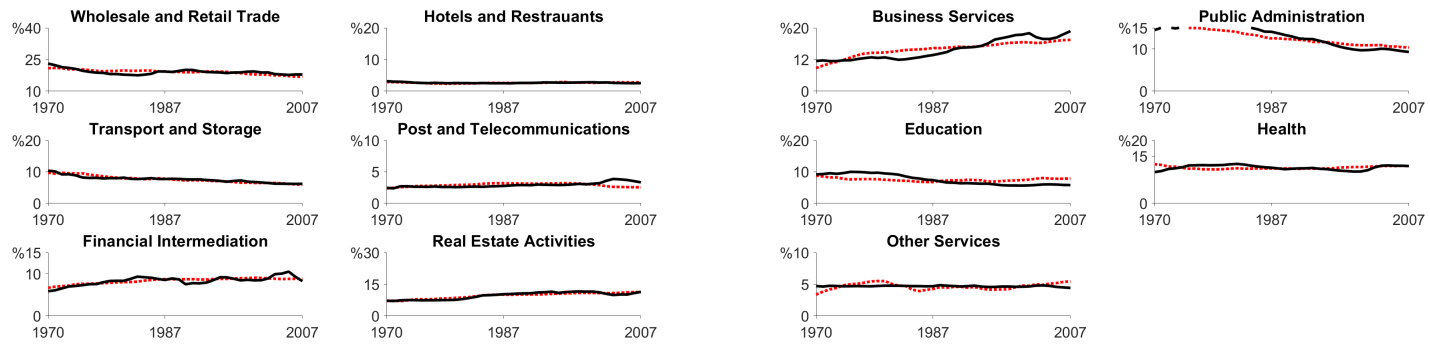 Wholesale and Retail Trade
%40
25
10
1970 1987 2007
Hotels and Restrauants
%20
10
0
1970 1987 2007
Business Services
%20
12
0
1970 1987 2007
Public Administration
%15
10
0
1970 1987 2007
Transport and Storage
%20
10
0
1970 1987 2007
Post and Telecommunications
%10
5
0
1970 1987 2007
Education
%20
12
0
1970 1987 2007
Health
%20
15
0
1970 1987 2007
Financial Intermediation
%15
10
0
1970 1987 2007
Real Estate Activities
%30
15
0
1970 1987 2007
Other Services
%10
5
0
1970 1987 2007